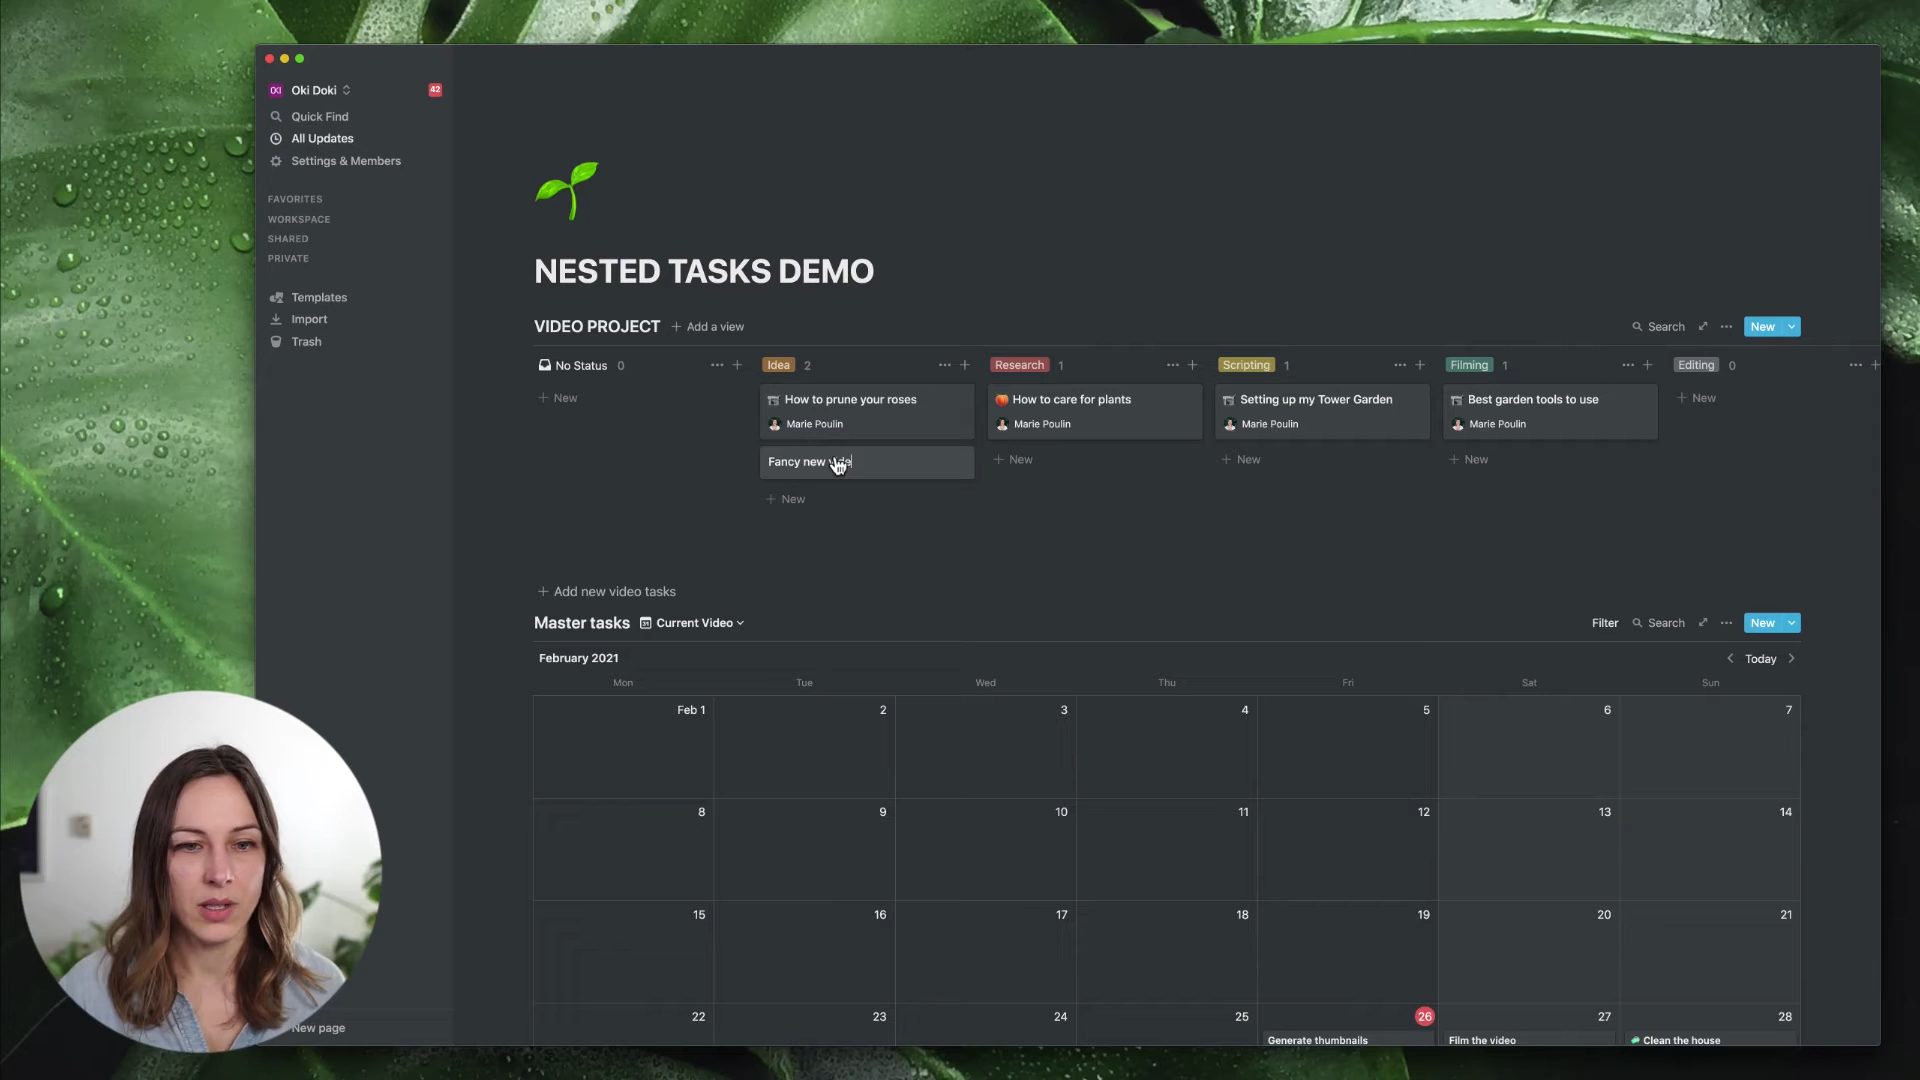 OKI Oki Doki 42
Quick Find
All Updates
Settings & Members
FAVORITES
WORKSPACE
SHARED
PRIVATE
Templates
Import
Trash
New page
NESTED TASKS DEMO
VIDEO PROJECT + Add a view Search ... New
No Status 0 ... + Idea 2 ... + Research 1 ... + Scripting 1 ... + Filming 1 ... + Editing 0 ... +
+ New
How to prune your roses
Marie Poulin
Fancy new vide
+ New
How to care for plants
Marie Poulin
+ New
Setting up my Tower Garden
Marie Poulin
+ New
Best garden tools to use
Marie Poulin
+ New
+ New
+ Add new video tasks
Master tasks 31 Current Video Filter Search ... New
February 2021 < Today >
Mon Tue Wed Thu Fri Sat Sun
Feb 1 2 3 4 5 6 7
8 9 10 11 12 13 14
15 16 17 18 19 20 21
22 23 24 25 26 27 28
Generate thumbnails Film the video Clean the house